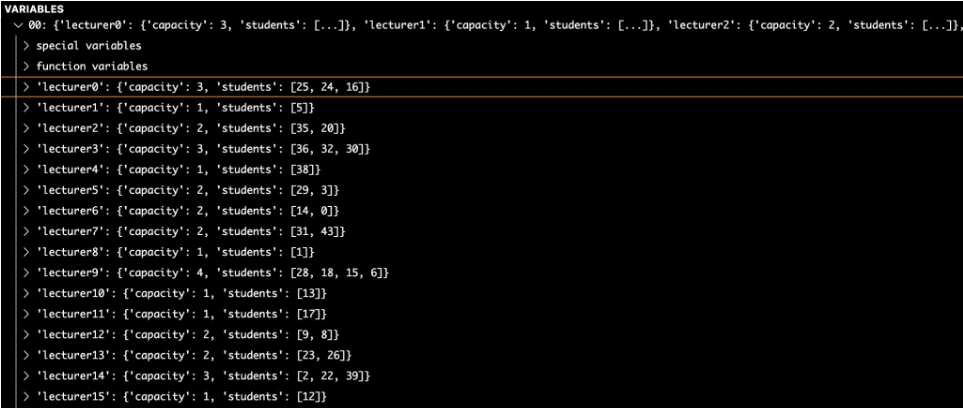 VARIABLES
00: {'lecturer0': {'capacity': 3, 'students': [...]}, 'lecturer1': {'capacity': 1, 'students': [...]}, 'lecturer2': {'capacity': 2, 'students': [...]},
special variables
function variables
'lecturer0': {'capacity': 3, 'students': [25, 24, 16]}
'lecturer1': {'capacity': 1, 'students': [5]}
'lecturer2': {'capacity': 2, 'students': [35, 20]}
'lecturer3': {'capacity': 3, 'students': [36, 32, 30]}
'lecturer4': {'capacity': 1, 'students': [38]}
'lecturer5': {'capacity': 2, 'students': [29, 3]}
'lecturer6': {'capacity': 2, 'students': [14, 0]}
'lecturer7': {'capacity': 2, 'students': [31, 43]}
'lecturer8': {'capacity': 1, 'students': [1]}
'lecturer9': {'capacity': 4, 'students': [28, 18, 15, 6]}
'lecturer10': {'capacity': 1, 'students': [13]}
'lecturer11': {'capacity': 1, 'students': [17]}
'lecturer12': {'capacity': 2, 'students': [9, 8]}
'lecturer13': {'capacity': 2, 'students': [23, 26]}
'lecturer14': {'capacity': 3, 'students': [2, 22, 39]}
'lecturer15': {'capacity': 1, 'students': [12]}